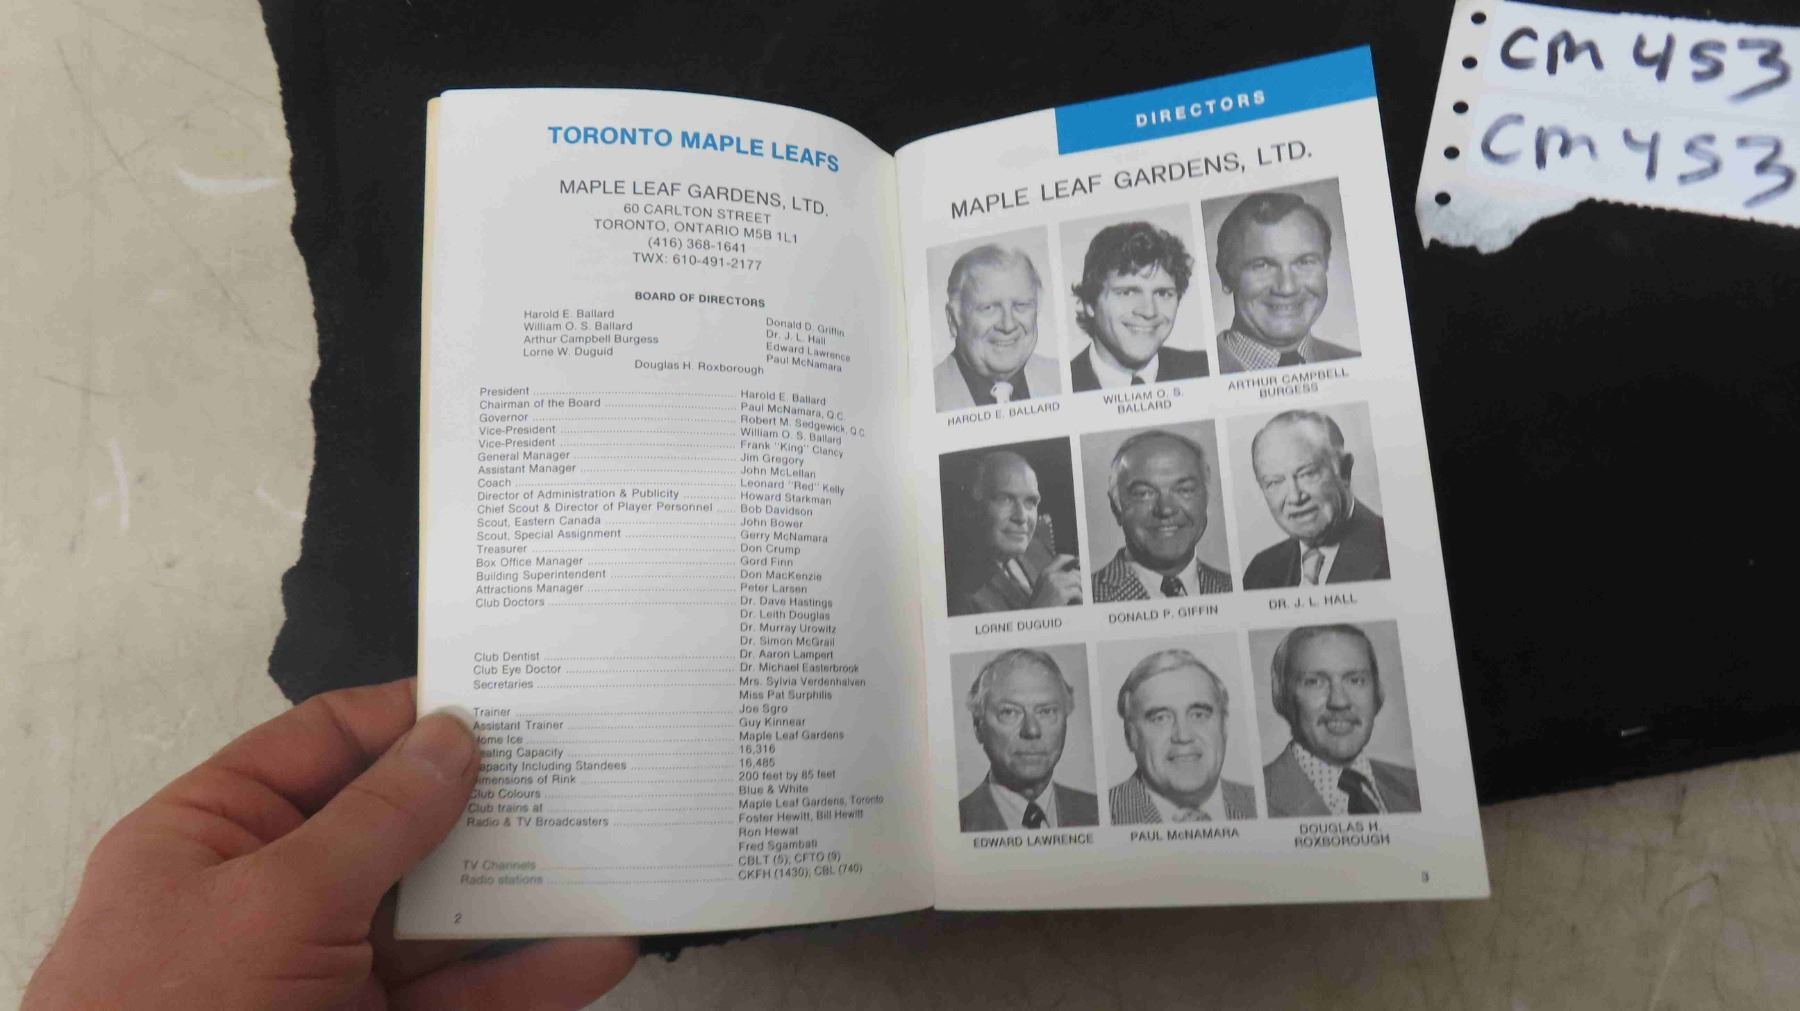 TORONTO MAPLE LEAFS
MAPLE LEAF GARDENS, LTD.
60 CARLTON STREET
TORONTO, ONTARIO M5B 1L1
(416) 368-1641
TWX: 610-491-2177
BOARD OF DIRECTORS
Harold E. Ballard
William O. S. Ballard
Arthur Campbell Burgess
Lorne W. Duguid
Donald D. Griffin
Dr. J. L. Hall
Edward Lawrence
Paul McNamara
Douglas H. Roxborough
President Harold E. Ballard
Chairman of the Board Paul McNamara, Q.C.
Governor Robert M. Sedgewick, Q.C.
Vice-President William O. S. Ballard
Vice-President Frank "King" Clancy
General Manager Jim Gregory
Assistant Manager John McLellan
Coach Leonard "Red" Kelly
Director of Administration & Publicity Howard Starkman
Chief Scout & Director of Player Personnel Bob Davidson
Scout, Eastern Canada John Bower
Scout, Special Assignment Gerry McNamara
Treasurer Don Crump
Box Office Manager Gord Finn
Building Superintendent Don MacKenzie
Attractions Manager Peter Larsen
Club Doctors Dr. Dave Hastings
Dr. Leith Douglas
Dr. Murray Urowitz
Dr. Simon McGrail
Club Dentist Dr. Aaron Lampert
Club Eye Doctor Dr. Michael Easterbrook
Secretaries Mrs. Sylvia Verdenhalven
Miss Pat Surphilis
Trainer Joe Sgro
Assistant Trainer Guy Kinnear
ome Ice Maple Leaf Gardens
eating Capacity 16,316
apacity Including Standees 16,485
imensions of Rink 200 feet by 85 feet
Club Colours Blue & White
Club trains at Maple Leaf Gardens, Toronto
Radio & TV Broadcasters Foster Hewitt, Bill Hewitt
Ron Hewat
Fred Sgambati
TV Channels CBLT (5); CFTO (9)
Radio stations CKFH (1430); CBL (740)
2
DIRECTORS
MAPLE LEAF GARDENS, LTD.
HAROLD E. BALLARD
WILLIAM O. S.
BALLARD
ARTHUR CAMPBELL
BURGESS
LORNE DUGUID
DONALD P. GIFFIN
DR. J. L. HALL
EDWARD LAWRENCE
PAUL McNAMARA
DOUGLAS H.
ROXBOROUGH
3
CM 453
CM 453